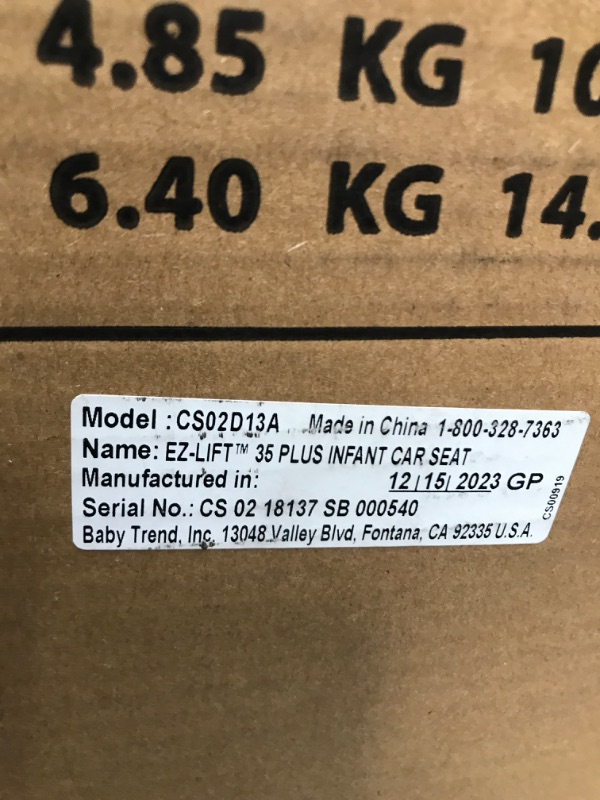 4.85 KG 10
6.40 KG 14.
Model : CS02D13A Made in China 1-800-328-7363
Name: EZ-LIFT™ 35 PLUS INFANT CAR SEAT
Manufactured in: 12|15|2023 GP
Serial No.: CS 02 18137 SB 000540
Baby Trend, Inc. 13048 Valley Blvd, Fontana, CA 92335 U.S.A.
CS00919